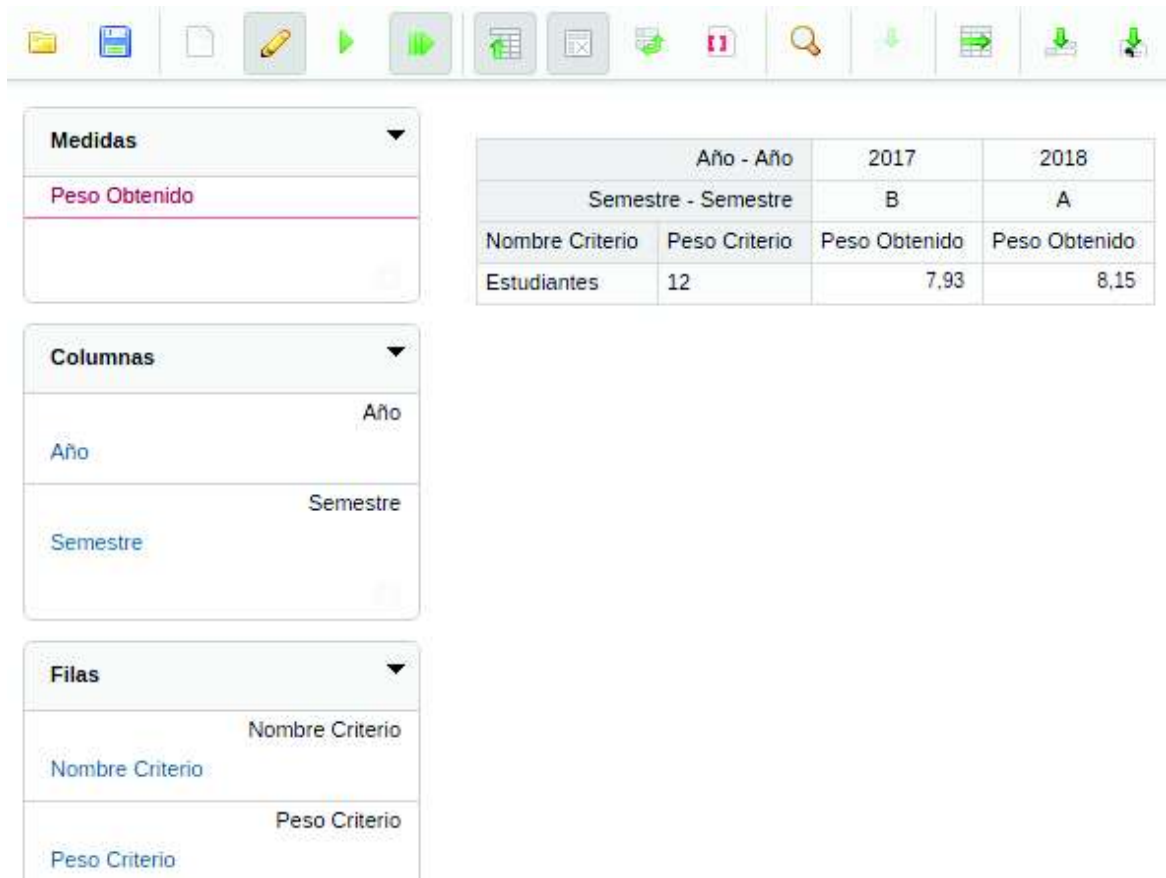 Medidas
Peso Obtenido
Columnas
Año
Año
Semestre
Semestre
Filas
Nombre Criterio
Nombre Criterio
Peso Criterio
Peso Criterio
Año - Año 2017 2018
Semestre - Semestre B A
Nombre Criterio Peso Criterio Peso Obtenido Peso Obtenido
Estudiantes 12 7,93 8,15